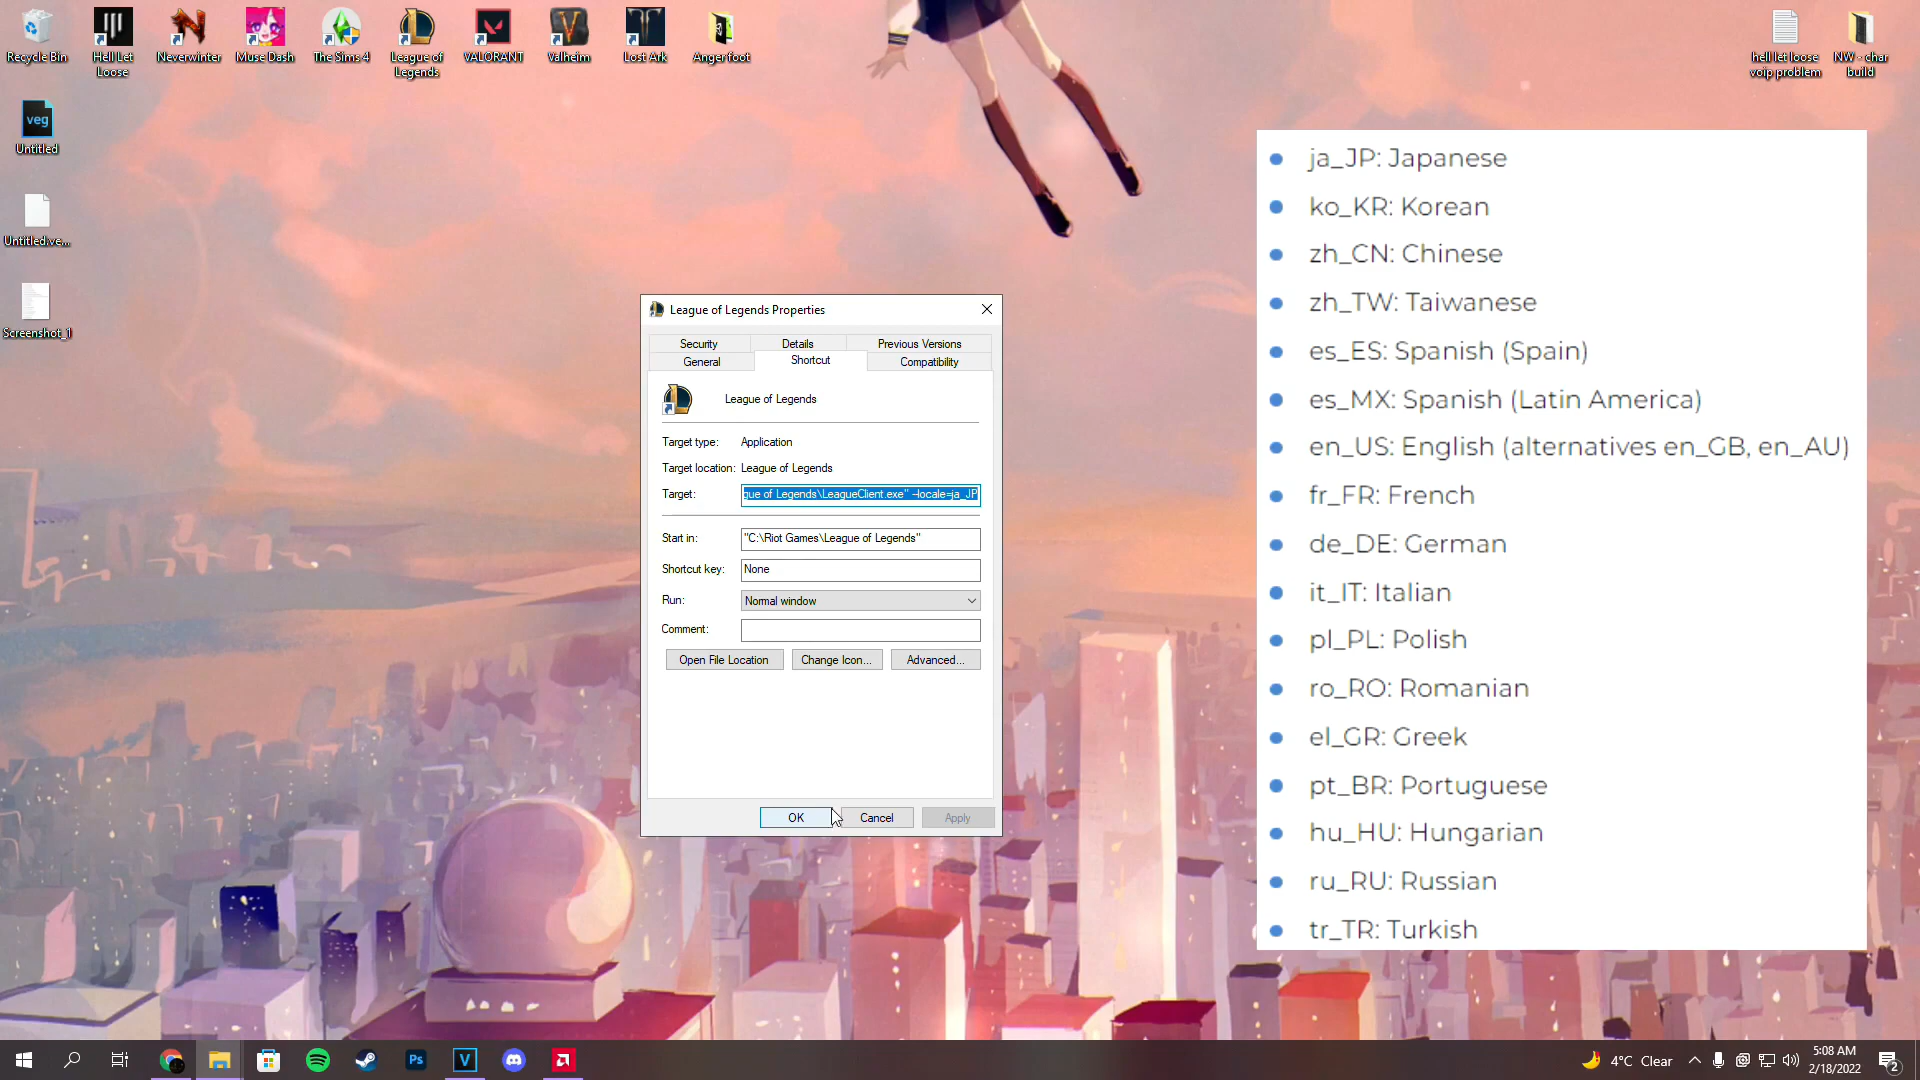 Recycle Bin
Hell Let
Loose
Neverwinter
Muse Dash
The Sims 4
League of
Legends
VALORANT
Valheim
Lost Ark
Anger foot
hell let loose
voip problem
NW - char
build
veg
Untitled
Untitled.ve...
Screenshot_1
League of Legends Properties
Security
Details
Previous Versions
General
Shortcut
Compatibility
League of Legends
Target type: Application
Target location: League of Legends
Target: gue of Legends\LeagueClient.exe" --locale=ja_JP
Start in: "C:\Riot Games\League of Legends"
Shortcut key: None
Run: Normal window
Comment:
Open File Location
Change Icon...
Advanced...
OK
Cancel
Apply
ja_JP: Japanese
ko_KR: Korean
zh_CN: Chinese
zh_TW: Taiwanese
es_ES: Spanish (Spain)
es_MX: Spanish (Latin America)
en_US: English (alternatives en_GB, en_AU)
fr_FR: French
de_DE: German
it_IT: Italian
pl_PL: Polish
ro_RO: Romanian
el_GR: Greek
pt_BR: Portuguese
hu_HU: Hungarian
ru_RU: Russian
tr_TR: Turkish
Ps
V
4°C Clear
5:08 AM
2/18/2022
2